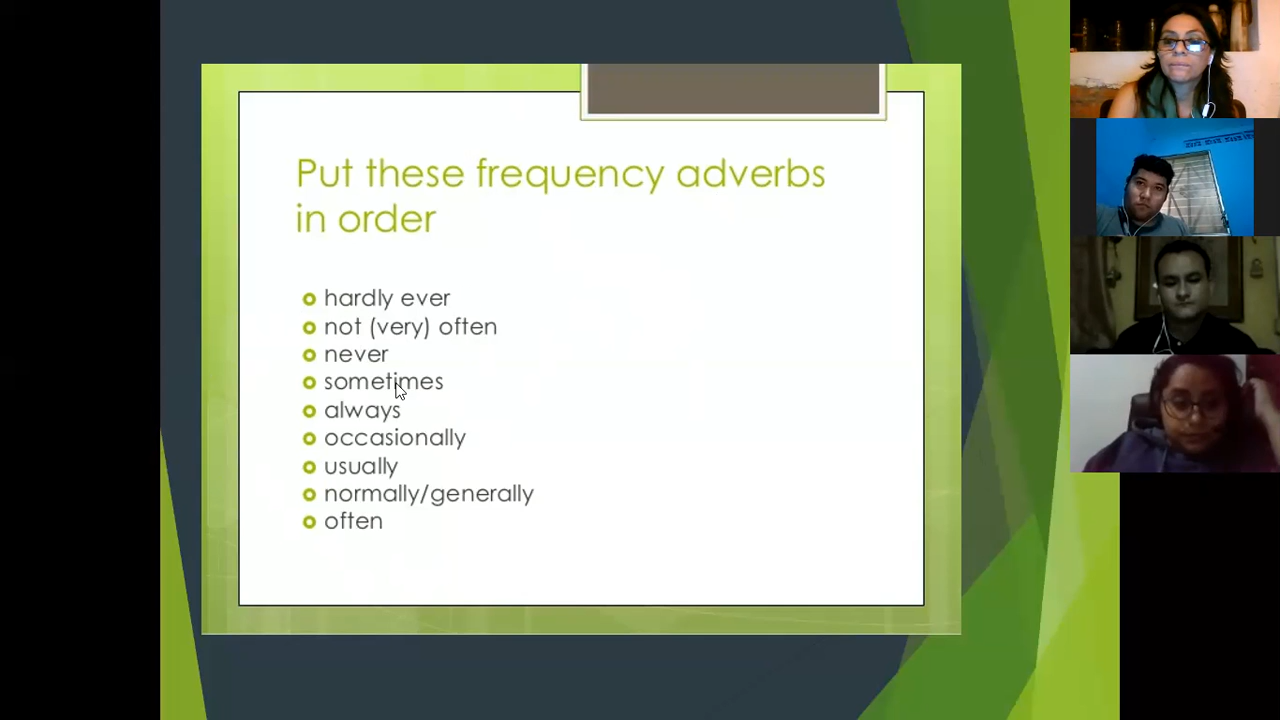 Put these frequency adverbs
in order
hardly ever
not (very) often
never
sometimes
always
occasionally
usually
normally/generally
often